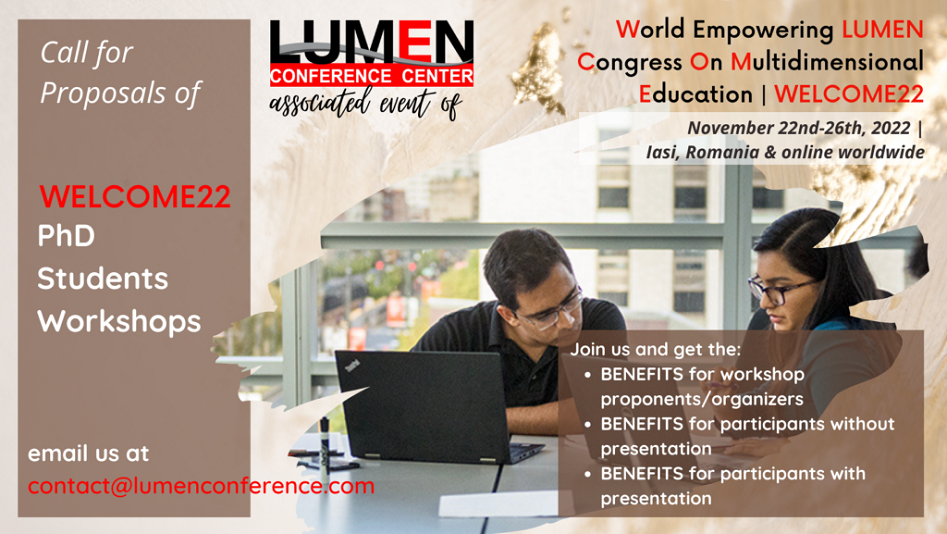 Call for
Proposals of
WELCOME22
PhD
Students
Workshops
email us at
contact@lumenconference.com
LUMEN
CONFERENCE CENTER
associated event of
World Empowering LUMEN
Congress On Multidimensional
Education | WELCOME22
November 22nd-26th, 2022 |
Iasi, Romania & online worldwide
Join us and get the:
• BENEFITS for workshop
proponents/organizers
• BENEFITS for participants without
presentation
• BENEFITS for participants with
presentation